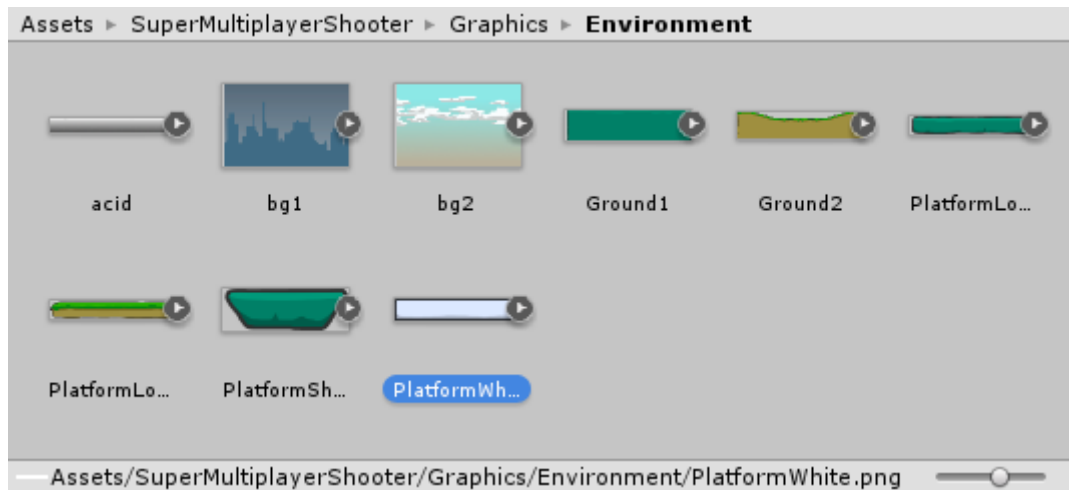 Assets ▸ SuperMultiplayerShooter ▸ Graphics ▸ Environment
acid bg1 bg2 Ground1 Ground2 PlatformLo...
PlatformLo... PlatformSh... PlatformWh...
Assets/SuperMultiplayerShooter/Graphics/Environment/PlatformWhite.png